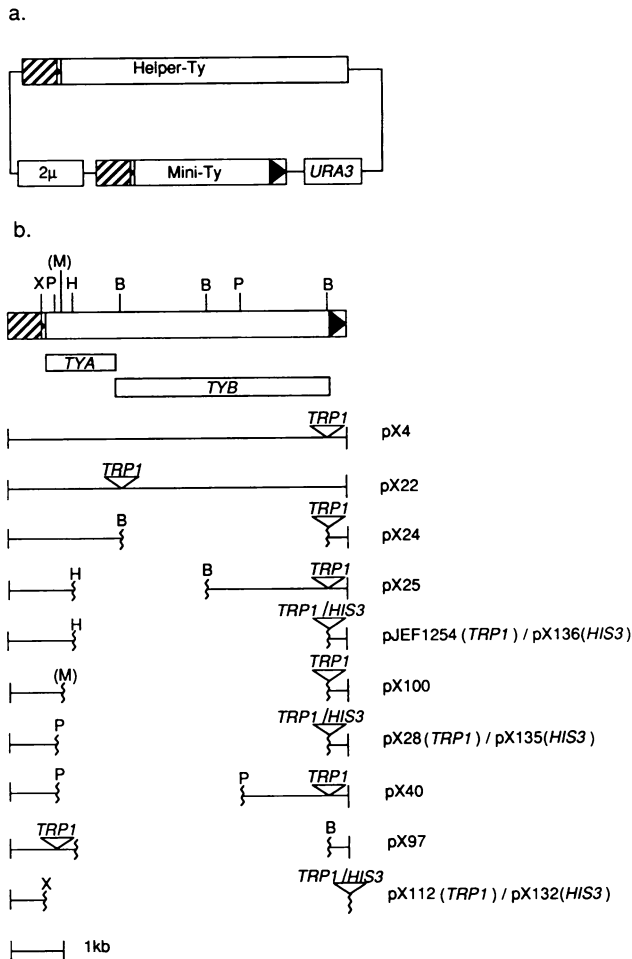 a.
Helper-Ty
2μ
Mini-Ty
URA3
b.
(M)
X P H B B P B
TYA
TYB
TRP1
pX4
TRP1
pX22
B
TRP1
pX24
H
B
TRP1
pX25
H
TRP1/HIS3
pJEF1254 (TRP1) / pX136(HIS3)
(M)
TRP1
pX100
P
TRP1/HIS3
pX28(TRP1) / pX135(HIS3)
P
P
TRP1
pX40
TRP1
B
pX97
X
TRP1/HIS3
pX112 (TRP1) / pX132(HIS3)
1kb